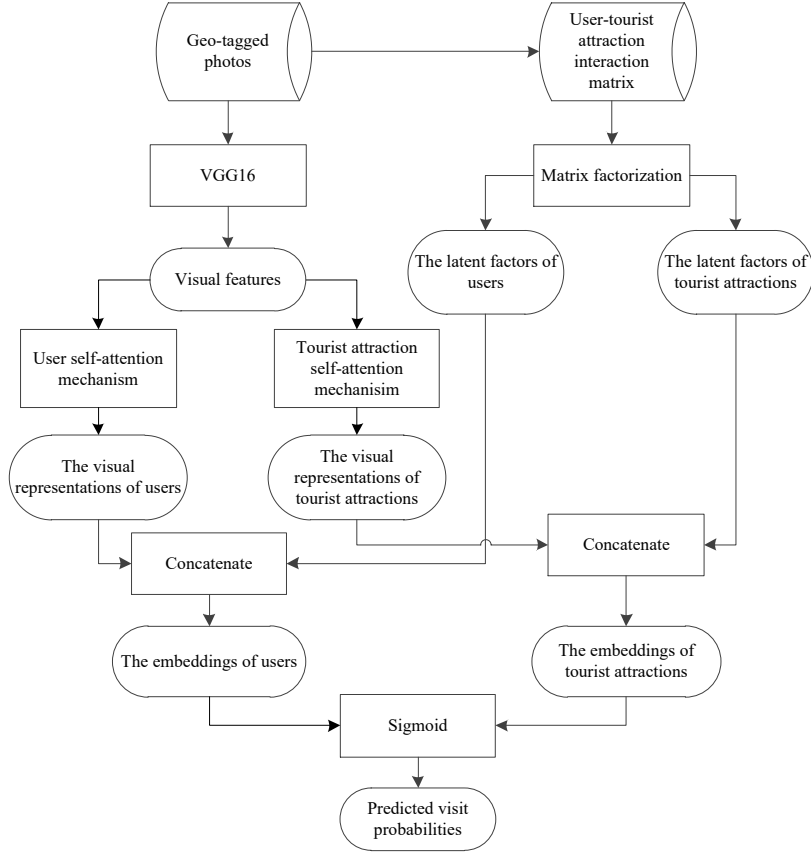 Geo-tagged
photos
User-tourist
attraction
interaction
matrix
VGG16
Matrix factorization
Visual features
The latent factors of
users
The latent factors of
tourist attractions
User self-attention
mechanism
Tourist attraction
self-attention
mechanisim
The visual
representations of users
The visual
representations of
tourist attractions
Concatenate
Concatenate
The embeddings of users
The embeddings of
tourist attractions
Sigmoid
Predicted visit
probabilities